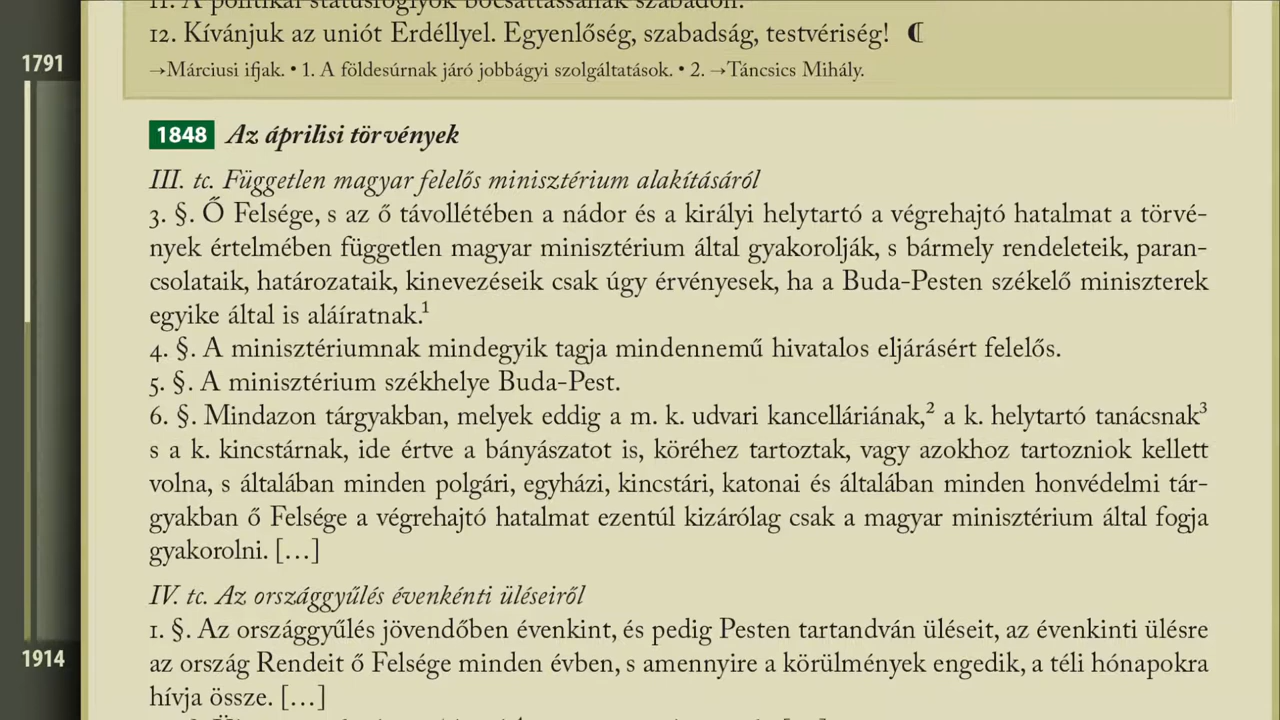 11. A politikai statusfoglyok bocsáttassanak szabadon.
12. Kívánjuk az uniót Erdéllyel. Egyenlőség, szabadság, testvériség!
→Márciusi ifjak. • 1. A földesúrnak járó jobbágyi szolgáltatások. • 2. →Táncsics Mihály.
1791
1848 Az áprilisi törvények
III. tc. Független magyar felelős minisztérium alakításáról
3. §. Ő Felsége, s az ő távollétében a nádor és a királyi helytartó a végrehajtó hatalmat a törvé-
nyek értelmében független magyar minisztérium által gyakorolják, s bármely rendeleteik, paran-
csolataik, határozataik, kinevezéseik csak úgy érvényesek, ha a Buda-Pesten székelő miniszterek
egyike által is aláíratnak.¹
4. §. A minisztériumnak mindegyik tagja mindennemű hivatalos eljárásért felelős.
5. §. A minisztérium székhelye Buda-Pest.
6. §. Mindazon tárgyakban, melyek eddig a m. k. udvari kancelláriának,² a k. helytartó tanácsnak³
s a k. kincstárnak, ide értve a bányászatot is, köréhez tartoztak, vagy azokhoz tartozniok kellett
volna, s általában minden polgári, egyházi, kincstári, katonai és általában minden honvédelmi tár-
gyakban ő Felsége a végrehajtó hatalmat ezentúl kizárólag csak a magyar minisztérium által fogja
gyakorolni. […]
IV. tc. Az országgyűlés évenkénti üléseiről
1. §. Az országgyűlés jövendőben évenkint, és pedig Pesten tartandván üléseit, az évenkinti ülésre
az ország Rendeit ő Felsége minden évben, s amennyire a körülmények engedik, a téli hónapokra
hívja össze. […]
1914